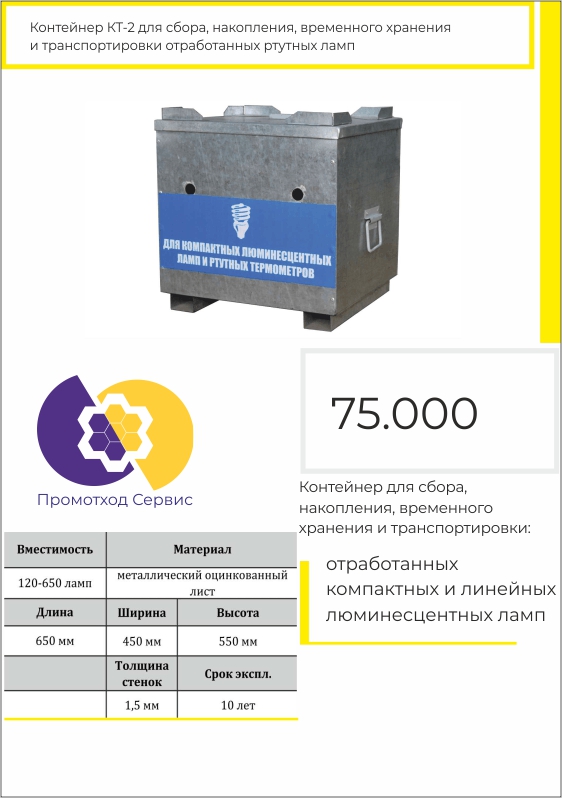 Контейнер КТ-2 для сбора, накопления, временного хранения
и транспортировки отработанных ртутных ламп
ДЛЯ КОМПАКТНЫХ ЛЮМИНЕСЦЕНТНЫХ
ЛАМП И РТУТНЫХ ТЕРМОМЕТРОВ
75.000
Промотход Сервис
Контейнер для сбора,
накопления, временного
хранения и транспортировки:
отработанных
компактных и линейных
люминесцентных ламп
Вместимость Материал
120-650 ламп металлический оцинкованный
лист
Длина Ширина Высота
650 мм 450 мм 550 мм
Толщина
стенок Срок экспл.
1,5 мм 10 лет